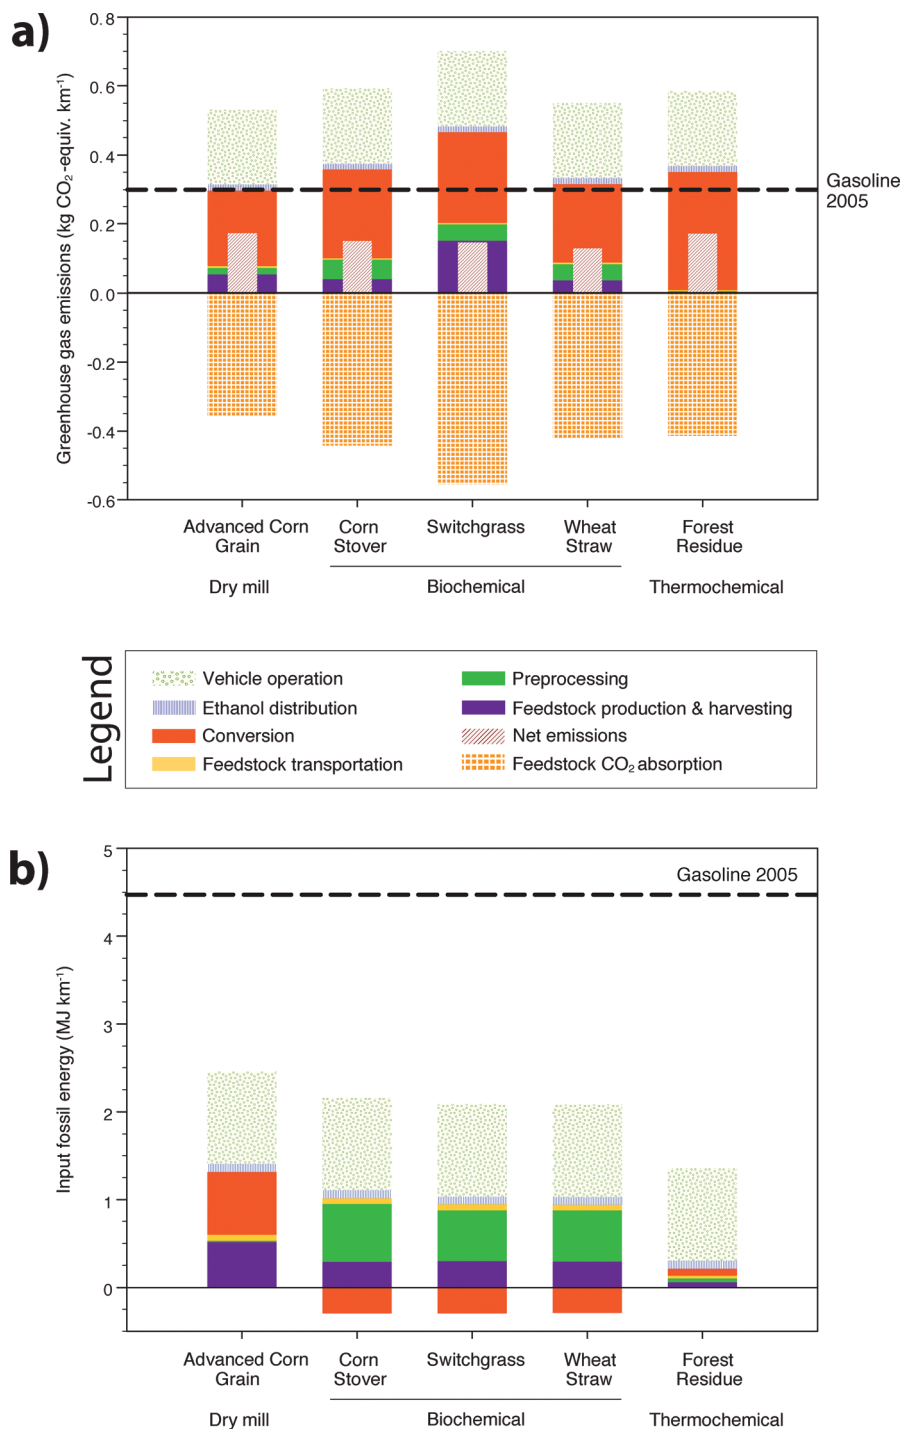 a)
Greenhouse gas emissions (kg CO₂-equiv. km⁻¹)
0.8
0.6
0.4
0.2
0.0
-0.2
-0.4
-0.6
Gasoline
2005
Advanced Corn
Grain
Corn
Stover
Switchgrass
Wheat
Straw
Forest
Residue
Dry mill
Biochemical
Thermochemical
Legend
Vehicle operation
Ethanol distribution
Conversion
Feedstock transportation
Preprocessing
Feedstock production & harvesting
Net emissions
Feedstock CO₂ absorption
b)
Input fossil energy (MJ km⁻¹)
5
4
3
2
1
0
Gasoline 2005
Advanced Corn
Grain
Corn
Stover
Switchgrass
Wheat
Straw
Forest
Residue
Dry mill
Biochemical
Thermochemical